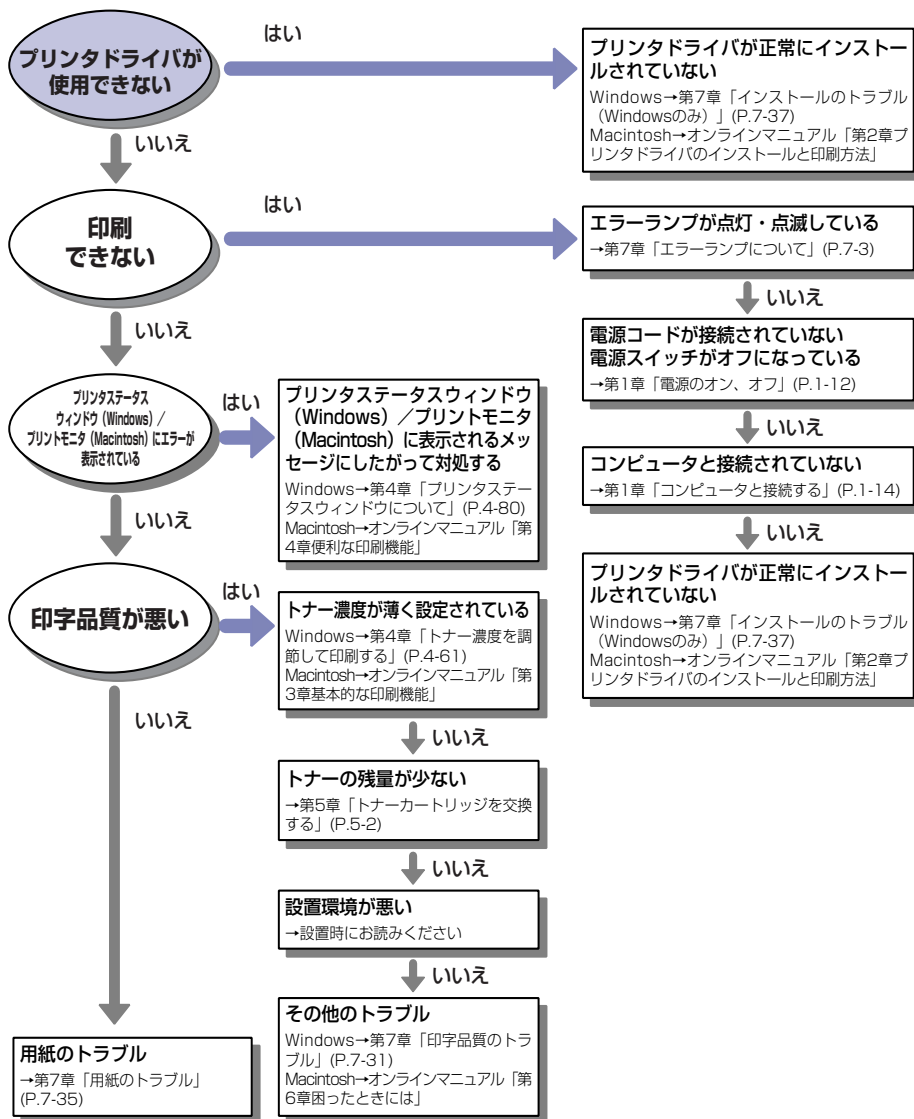 プリンタドライバが
使用できない
はい
プリンタドライバが正常にインストー
ルされていない
Windows→第7章「インストールのトラブル
（Windowsのみ）」(P.7-37)
Macintosh→オンラインマニュアル「第2章プ
リンタドライバのインストールと印刷方法」
いいえ
印刷
できない
はい
エラーランプが点灯・点滅している
→第7章「エラーランプについて」(P.7-3)
いいえ
電源コードが接続されていない
電源スイッチがオフになっている
→第1章「電源のオン、オフ」(P.1-12)
いいえ
コンピュータと接続されていない
→第1章「コンピュータと接続する」(P.1-14)
いいえ
プリンタドライバが正常にインストー
ルされていない
Windows→第7章「インストールのトラブル
（Windowsのみ）」(P.7-37)
Macintosh→オンラインマニュアル「第2章プ
リンタドライバのインストールと印刷方法」
いいえ
プリンタステータス
ウィンドウ（Windows）／
プリントモニタ（Macintosh）にエラーが
表示されている
はい
プリンタステータスウィンドウ
（Windows）／プリントモニタ
（Macintosh）に表示されるメッ
セージにしたがって対処する
Windows→第4章「プリンタステー
タスウィンドウについて」(P.4-80)
Macintosh→オンラインマニュアル「第
4章便利な印刷機能」
いいえ
印字品質が悪い
はい
トナー濃度が薄く設定されている
Windows→第4章「トナー濃度を調
節して印刷する」(P.4-61)
Macintosh→オンラインマニュアル「第
3章基本的な印刷機能」
いいえ
トナーの残量が少ない
→第5章「トナーカートリッジを交換
する」(P.5-2)
いいえ
設置環境が悪い
→設置時にお読みください
いいえ
その他のトラブル
Windows→第7章「印字品質のトラ
ブル」(P.7-31)
Macintosh→オンラインマニュアル「第
6章困ったときには」
いいえ
用紙のトラブル
→第7章「用紙のトラブル」
(P.7-35)